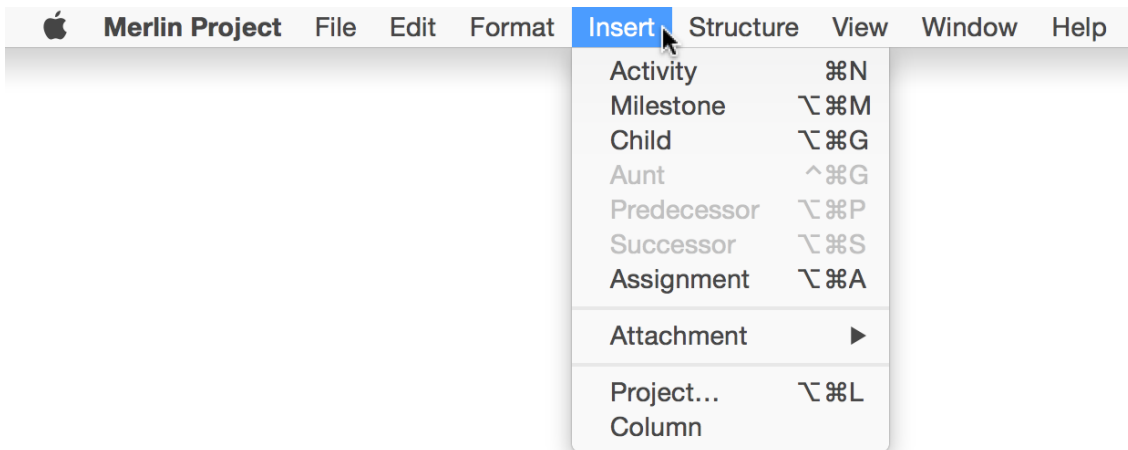 Merlin Project File Edit Format Insert Structure View Window Help
Activity ⌘N
Milestone ⌥⌘M
Child ⌥⌘G
Aunt ^⌘G
Predecessor ⌥⌘P
Successor ⌥⌘S
Assignment ⌥⌘A
Attachment ▶
Project... ⌥⌘L
Column